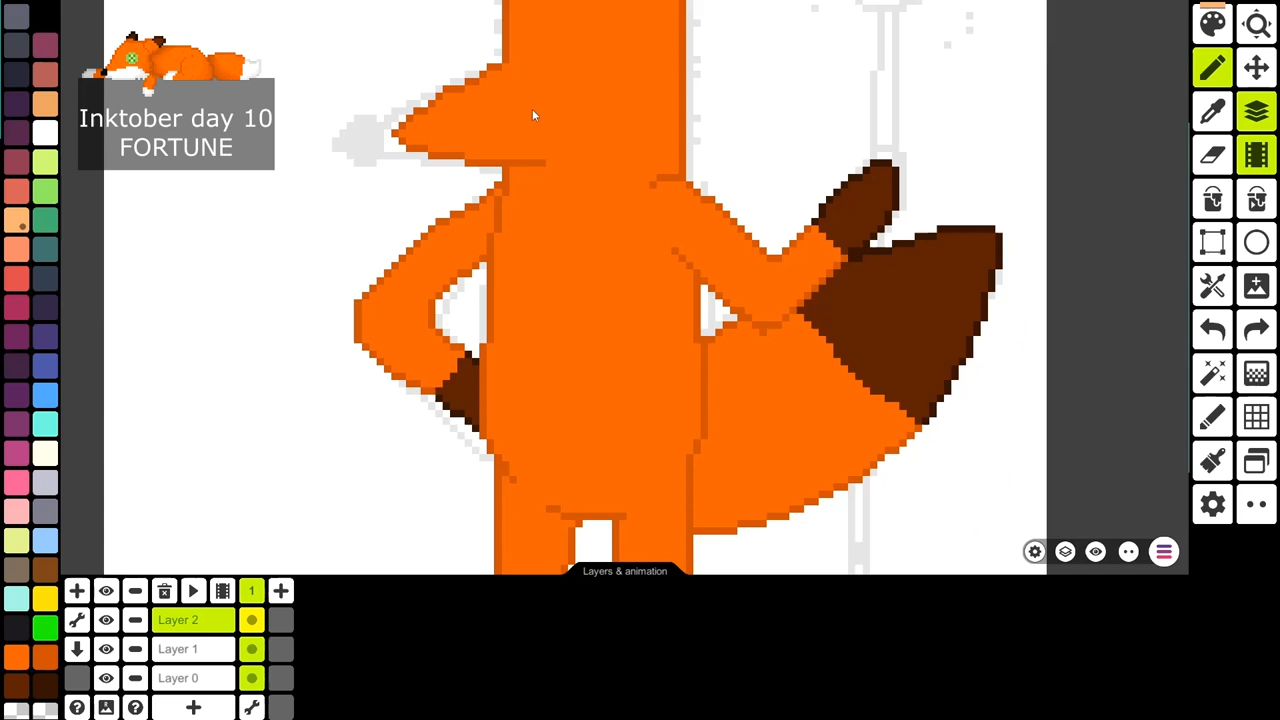 Inktober day 10
FORTUNE
Layers & animation
1
Layer 2
Layer 1
Layer 0